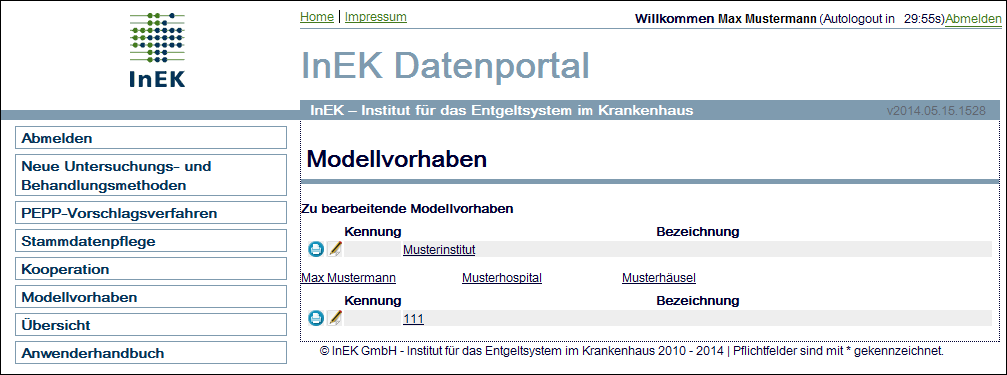 InEK
Home | Impressum
Willkommen Max Mustermann (Autologout in 29:55s)Abmelden
InEK Datenportal
InEK – Institut für das Entgeltsystem im Krankenhaus
v2014.05.15.1528
Abmelden
Neue Untersuchungs- und
Behandlungsmethoden
PEPP-Vorschlagsverfahren
Stammdatenpflege
Kooperation
Modellvorhaben
Übersicht
Anwenderhandbuch
Modellvorhaben
Zu bearbeitende Modellvorhaben
Kennung Bezeichnung
Musterinstitut
Max Mustermann Musterhospital Musterhäusel
Kennung Bezeichnung
111
© InEK GmbH - Institut für das Entgeltsystem im Krankenhaus 2010 - 2014 | Pflichtfelder sind mit * gekennzeichnet.